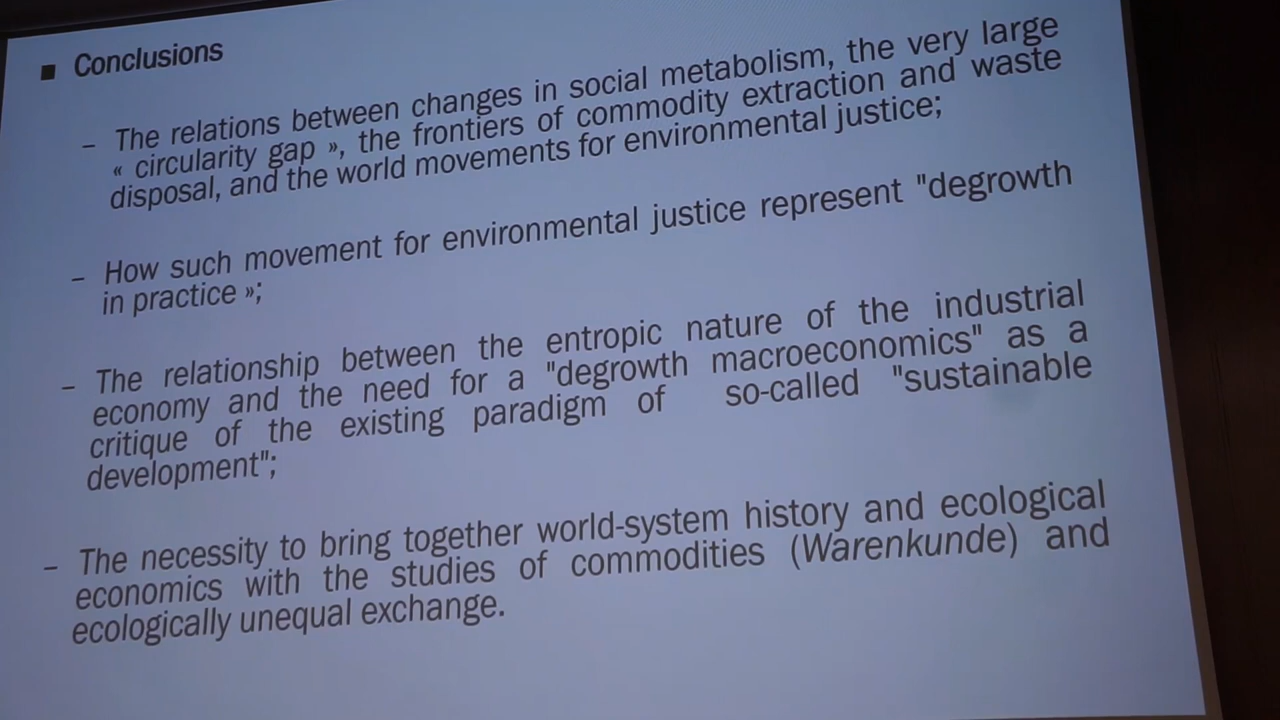 ■ Conclusions
– The relations between changes in social metabolism, the very large
« circularity gap », the frontiers of commodity extraction and waste
disposal, and the world movements for environmental justice;
– How such movement for environmental justice represent "degrowth
in practice »;
– The relationship between the entropic nature of the industrial
economy and the need for a "degrowth macroeconomics" as a
critique of the existing paradigm of so-called "sustainable
development";
– The necessity to bring together world-system history and ecological
economics with the studies of commodities (Warenkunde) and
ecologically unequal exchange.